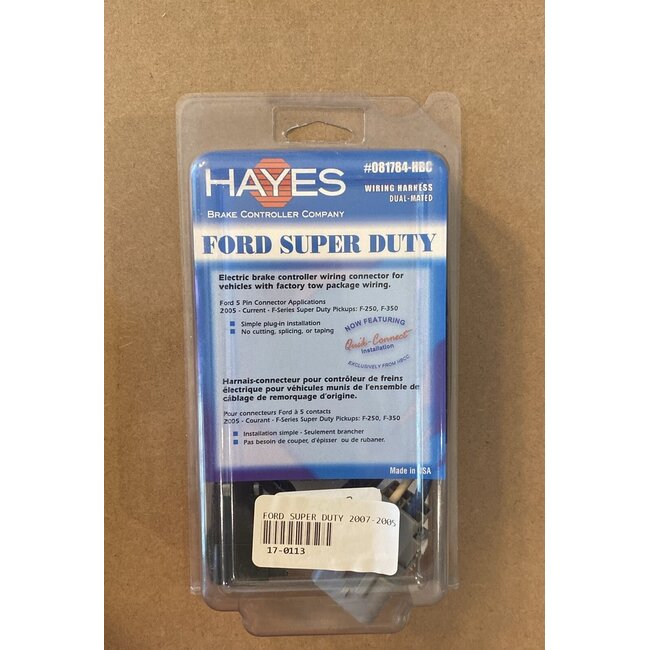 #081784-HBC
HAYES
WIRING HARNESS
DUAL-MATED
BRAKE CONTROLLER COMPANY
FORD SUPER DUTY
Electric brake controller wiring connector for
vehicles with factory tow package wiring.
Ford 5 Pin Connector Applications
2005 - Current - F-Series Super Duty Pickups: F-250, F-350
Simple plug-in installation
No cutting, splicing, or taping
NOW FEATURING
Quik-Connect
Installation
EXCLUSIVELY FROM HBCC
Harnais-connecteur pour contrôleur de freins
électrique pour véhicules munis de l'ensemble de
câblage de remorquage d'origine.
Pour connecteurs Ford à 5 contacts
2005 - Courant - F-Series Super Duty Pickups: F-250, F-350
Installation simple - Seulement brancher
Pas besoin de couper, d'épisser ou de rubaner.
Made in USA
FORD SUPER DUTY 2007-2005
17-0113